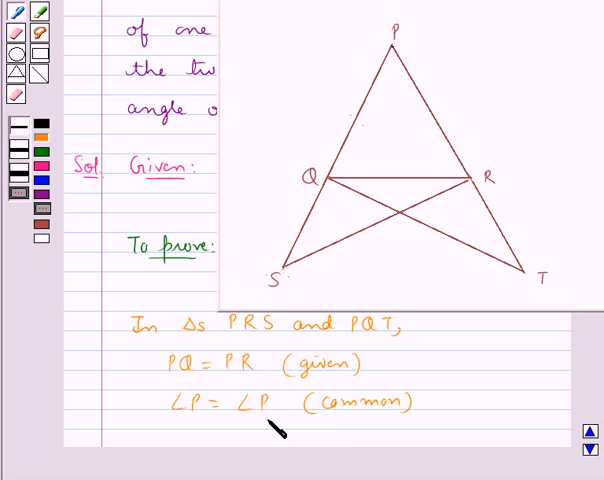 of one
the tw
angle o
Sol. Given:
To prove:
P
Q R
S T
In Δs PRS and PQT,
PQ = PR (given)
∠P = ∠P (common)